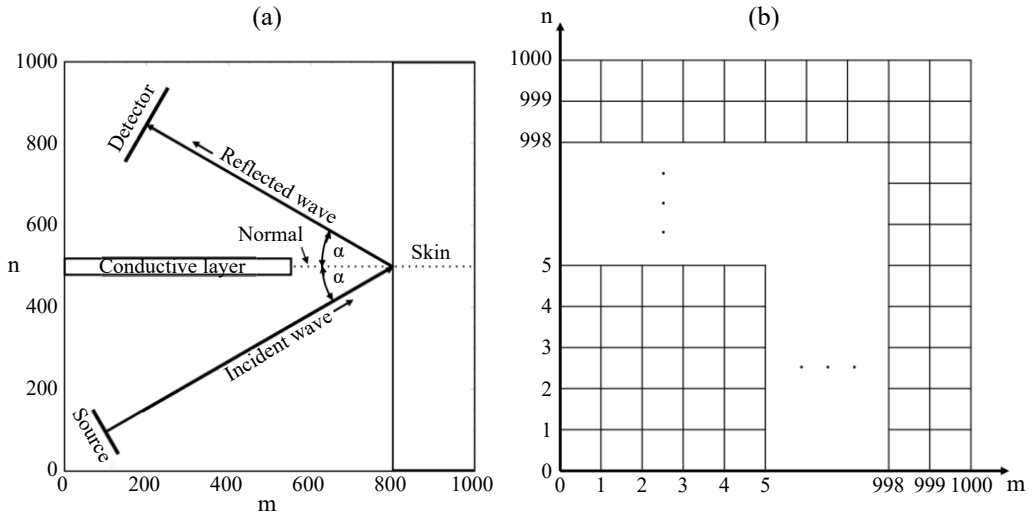 (a)
1000
800
600
n
400
200
0
0
200
400
600
800
1000
m
Detector
Reflected wave
Normal
α
Skin
Conductive layer
α
Incident wave
Source
(b)
n
1000
999
998
5
4
3
2
1
0
0
1
2
3
4
5
998
999
1000
m